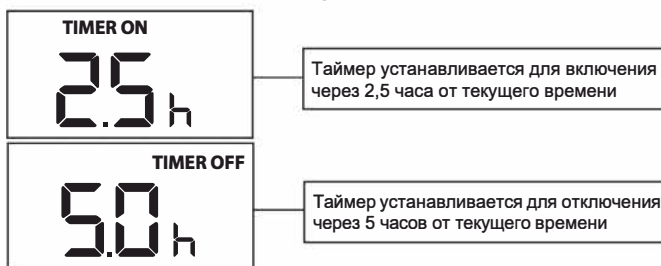 TIMER ON
2.5 h
Таймер устанавливается для включения
через 2,5 часа от текущего времени
TIMER OFF
5.0 h
Таймер устанавливается для отключения
через 5 часов от текущего времени